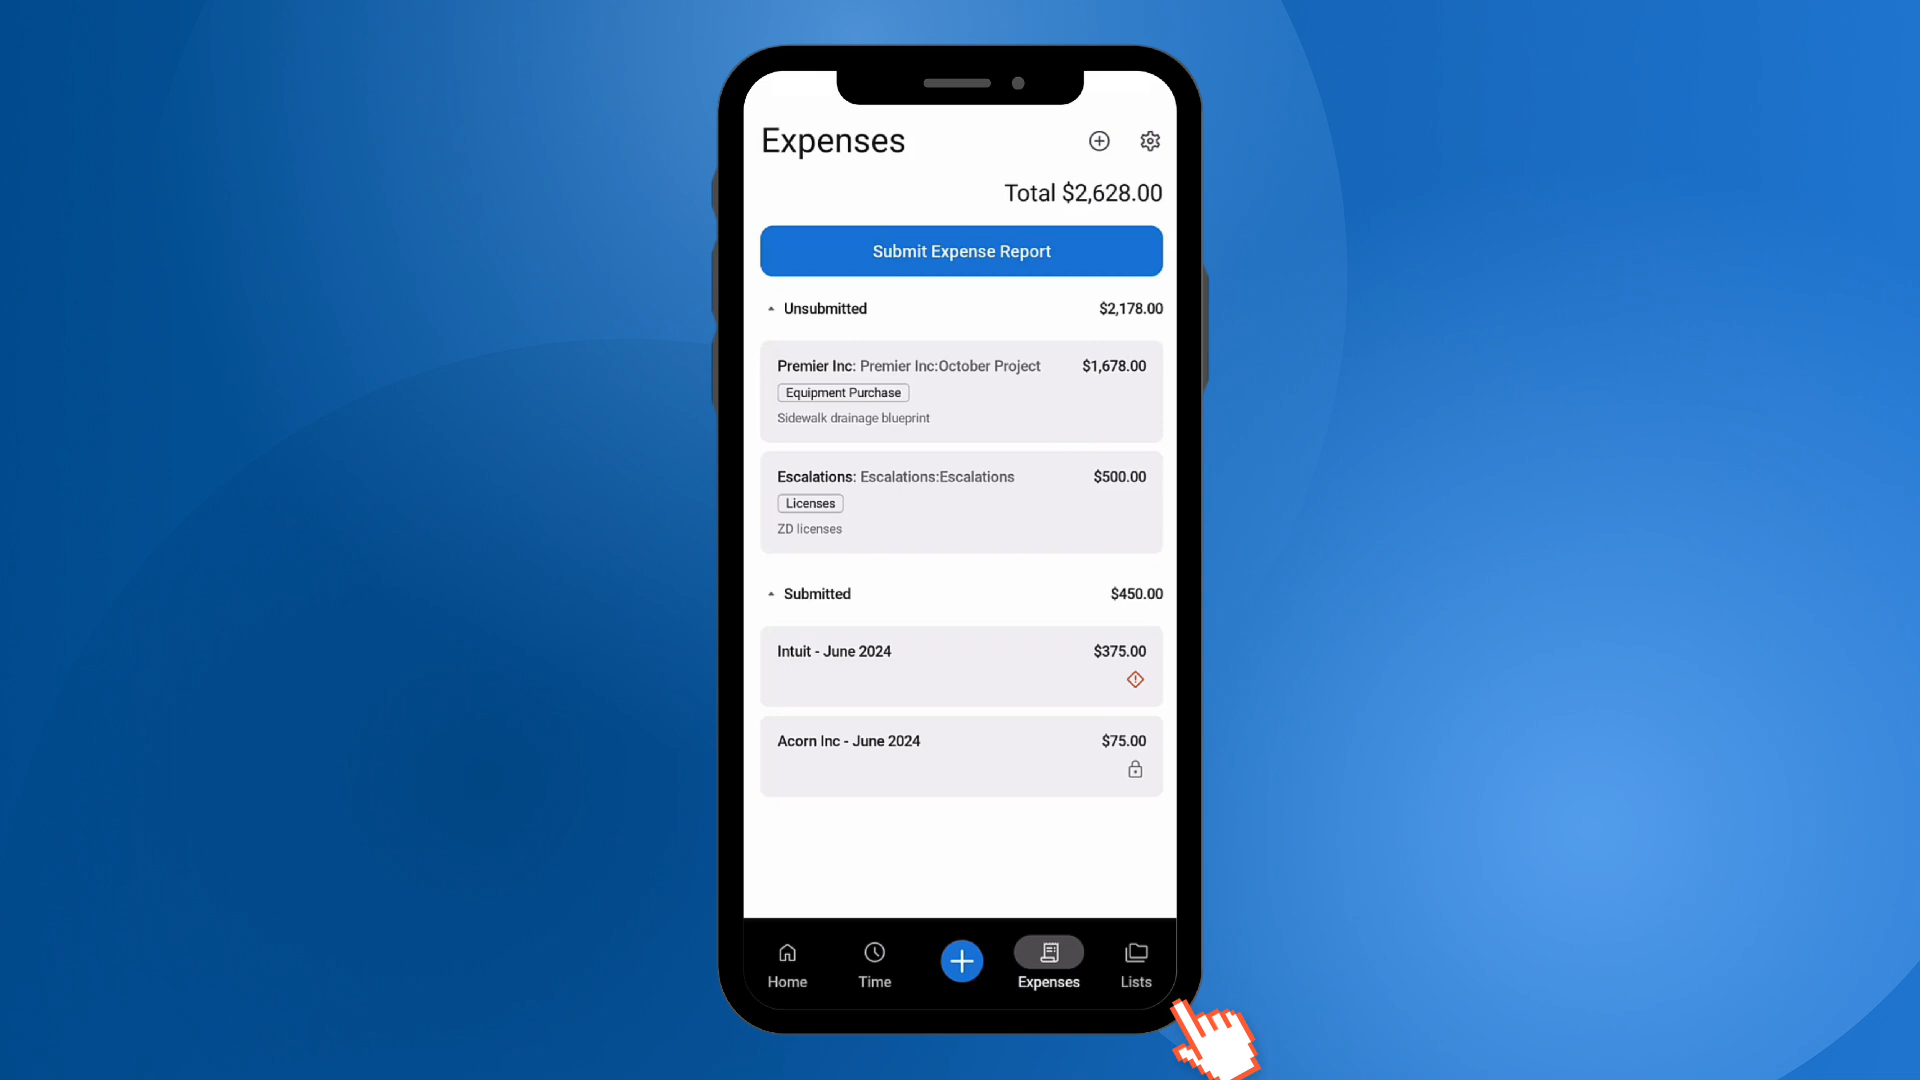 Expenses
Total $2,628.00
Submit Expense Report
Unsubmitted $2,178.00
Premier Inc: Premier Inc:October Project $1,678.00
Equipment Purchase
Sidewalk drainage blueprint
Escalations: Escalations:Escalations $500.00
Licenses
ZD licenses
Submitted $450.00
Intuit - June 2024 $375.00
Acorn Inc - June 2024 $75.00
Home Time Expenses Lists